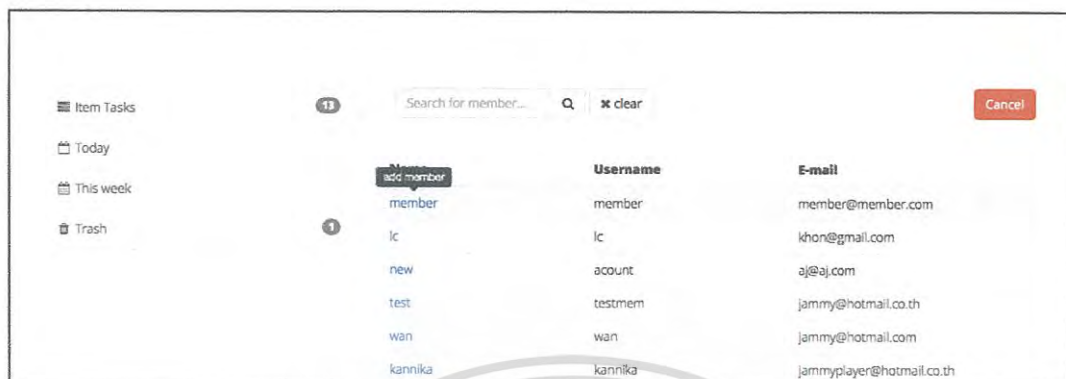 Item Tasks 13
Today
This week
Trash 1
Search for member... clear Cancel
Name Username E-mail
add member
member member member@member.com
lc lc khon@gmail.com
new acount aj@aj.com
test testmem jammy@hotmail.co.th
wan wan jammy@hotmail.com
kannika kannika jammyplayer@hotmail.co.th